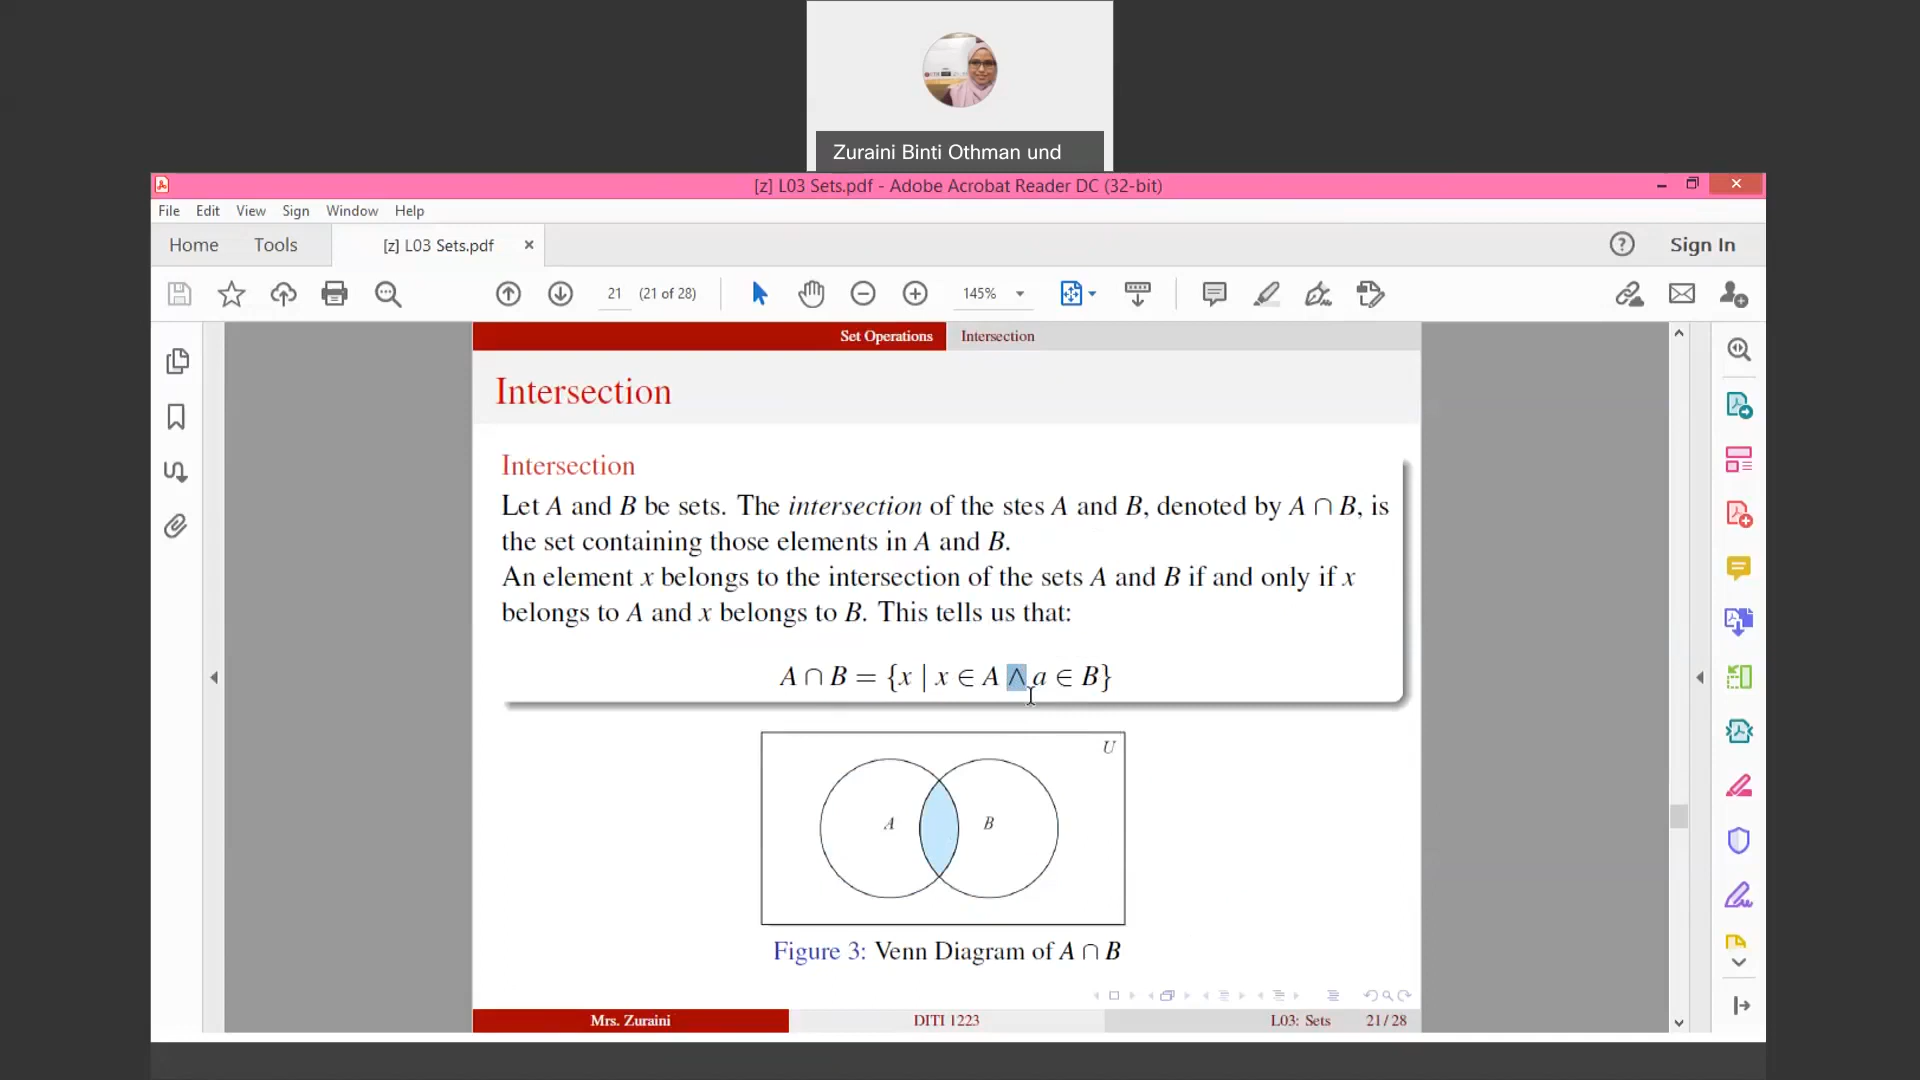 Zuraini Binti Othman und
[z] L03 Sets.pdf - Adobe Acrobat Reader DC (32-bit)
File Edit View Sign Window Help
Home Tools [z] L03 Sets.pdf × ? Sign In
21 (21 of 28) 145%
Set Operations Intersection
Intersection
Intersection
Let A and B be sets. The intersection of the stes A and B, denoted by A ∩ B, is
the set containing those elements in A and B.
An element x belongs to the intersection of the sets A and B if and only if x
belongs to A and x belongs to B. This tells us that:
A ∩ B = {x | x ∈ A ∧ a ∈ B}
U
A B
Figure 3: Venn Diagram of A ∩ B
Mrs. Zuraini DITI 1223 L03: Sets 21/28